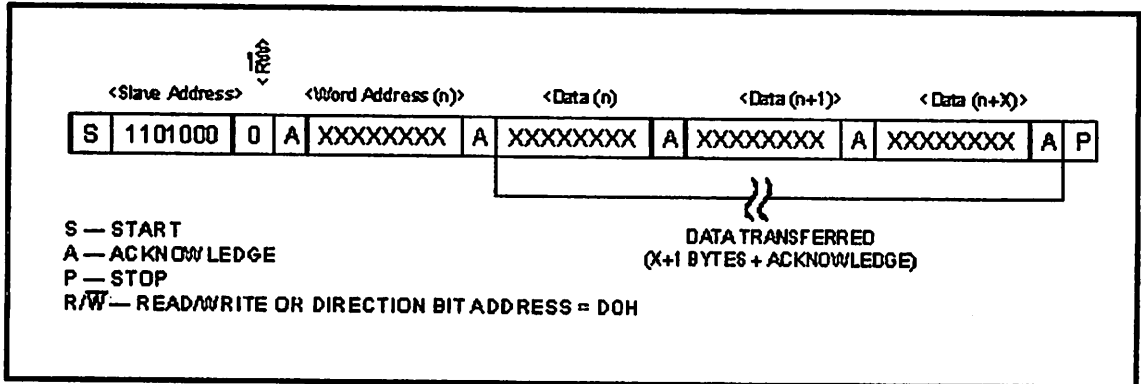 <Slave Address> <Word Address (n)> <Data (n) <Data (n+1)> <Data (n+X)>
S 1101000 0 A XXXXXXXX A XXXXXXXX A XXXXXXXX A XXXXXXXX A P
S — START
A — ACKNOWLEDGE
P — STOP
R/W — READ/WRITE OR DIRECTION BIT ADDRESS = D0H
DATA TRANSFERRED
(X+1 BYTES + ACKNOWLEDGE)